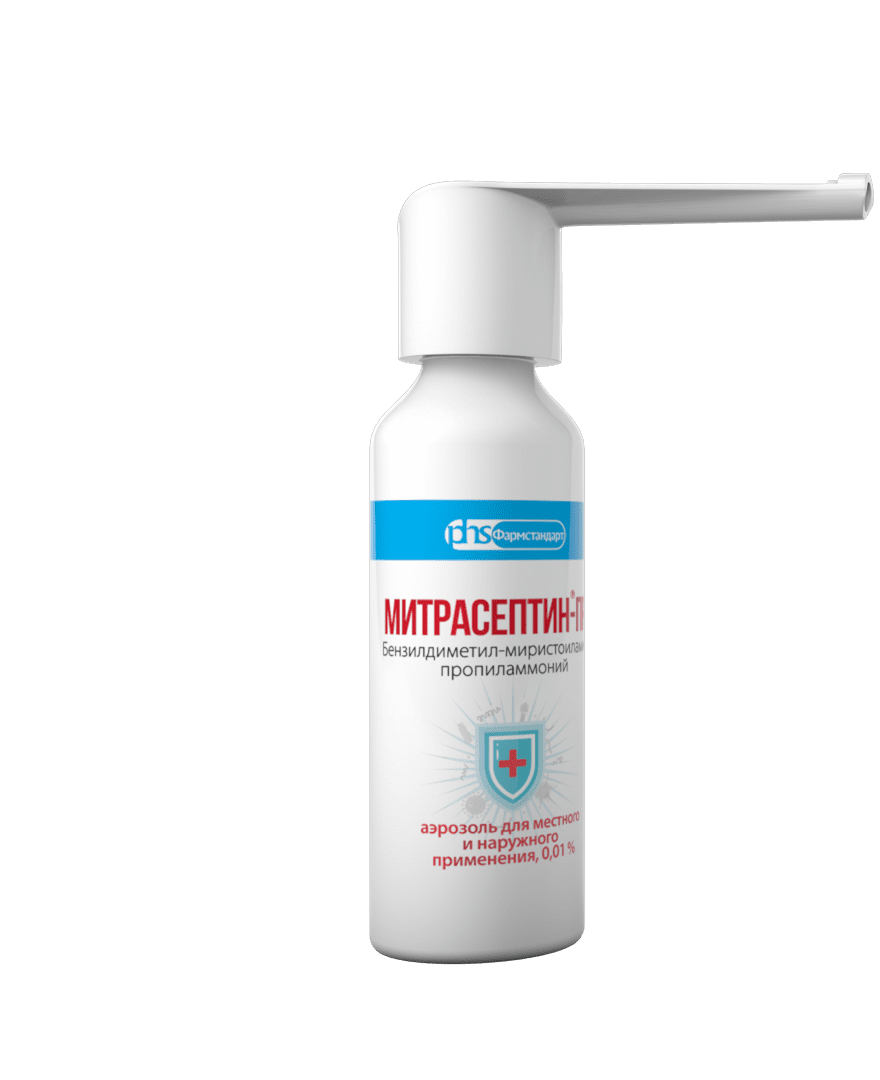 phs Фармстандарт
МИТРАСЕПТИН®-
Бензилдиметил-миристоилам
пропиламмоний
аэрозоль для местного
и наружного
применения, 0,01 %